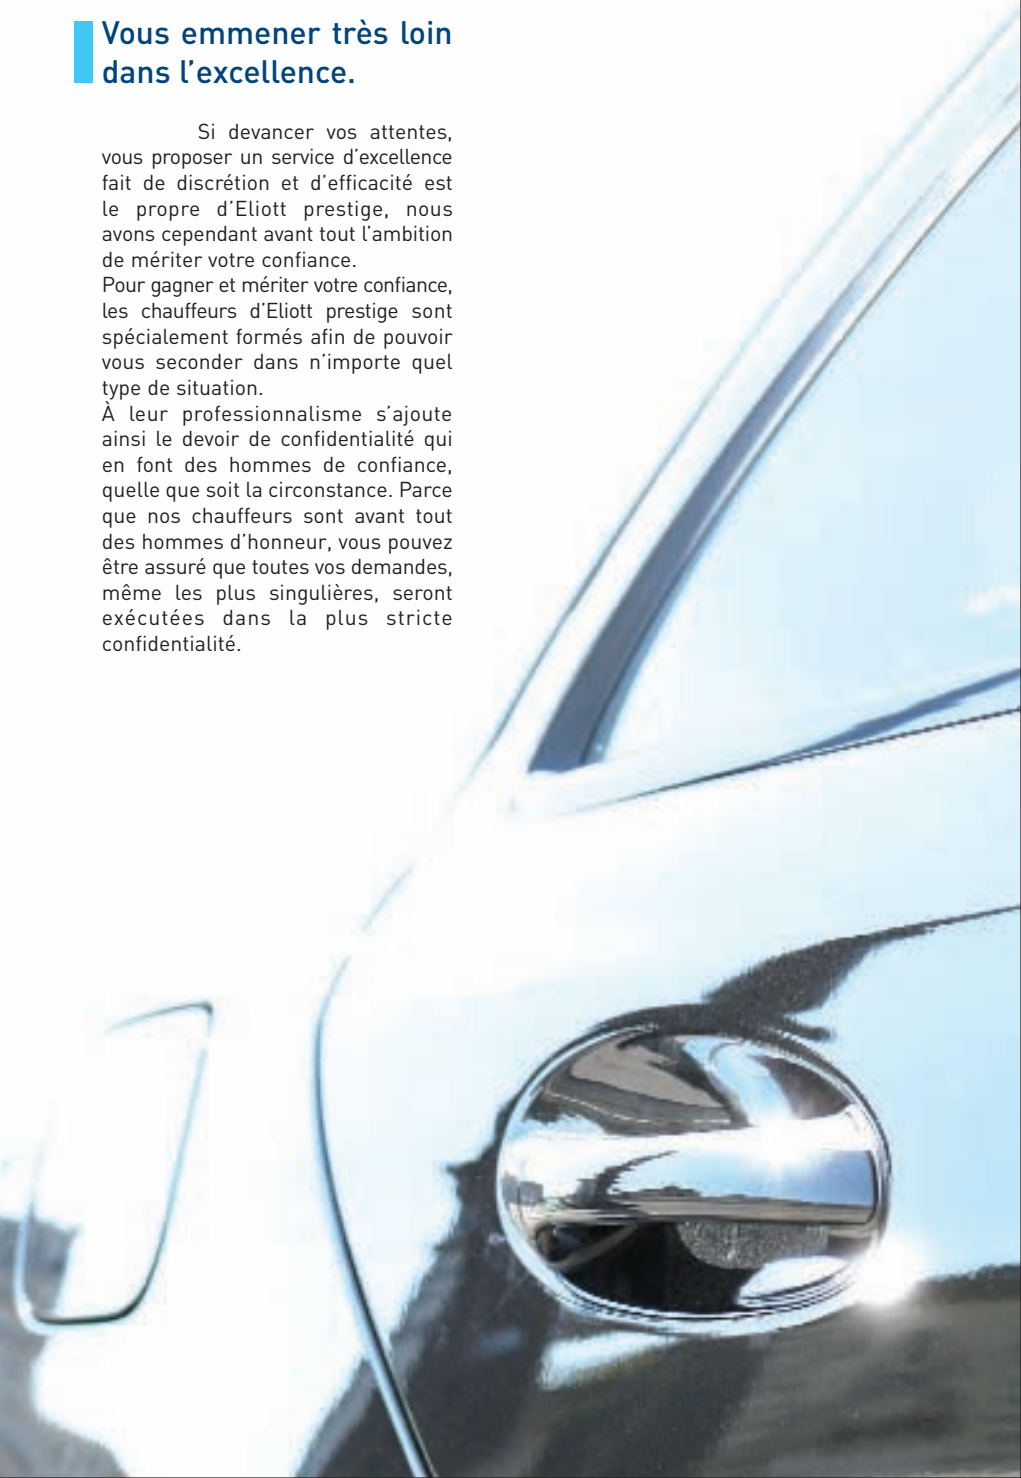 Vous emmener très loin
dans l’excellence.
Si devancer vos attentes,
vous proposer un service d’excellence
fait de discrétion et d’efficacité est
le propre d’Eliott prestige, nous
avons cependant avant tout l’ambition
de mériter votre confiance.
Pour gagner et mériter votre confiance,
les chauffeurs d’Eliott prestige sont
spécialement formés afin de pouvoir
vous seconder dans n’importe quel
type de situation.
À leur professionnalisme s’ajoute
ainsi le devoir de confidentialité qui
en font des hommes de confiance,
quelle que soit la circonstance. Parce
que nos chauffeurs sont avant tout
des hommes d’honneur, vous pouvez
être assuré que toutes vos demandes,
même les plus singulières, seront
exécutées dans la plus stricte
confidentialité.